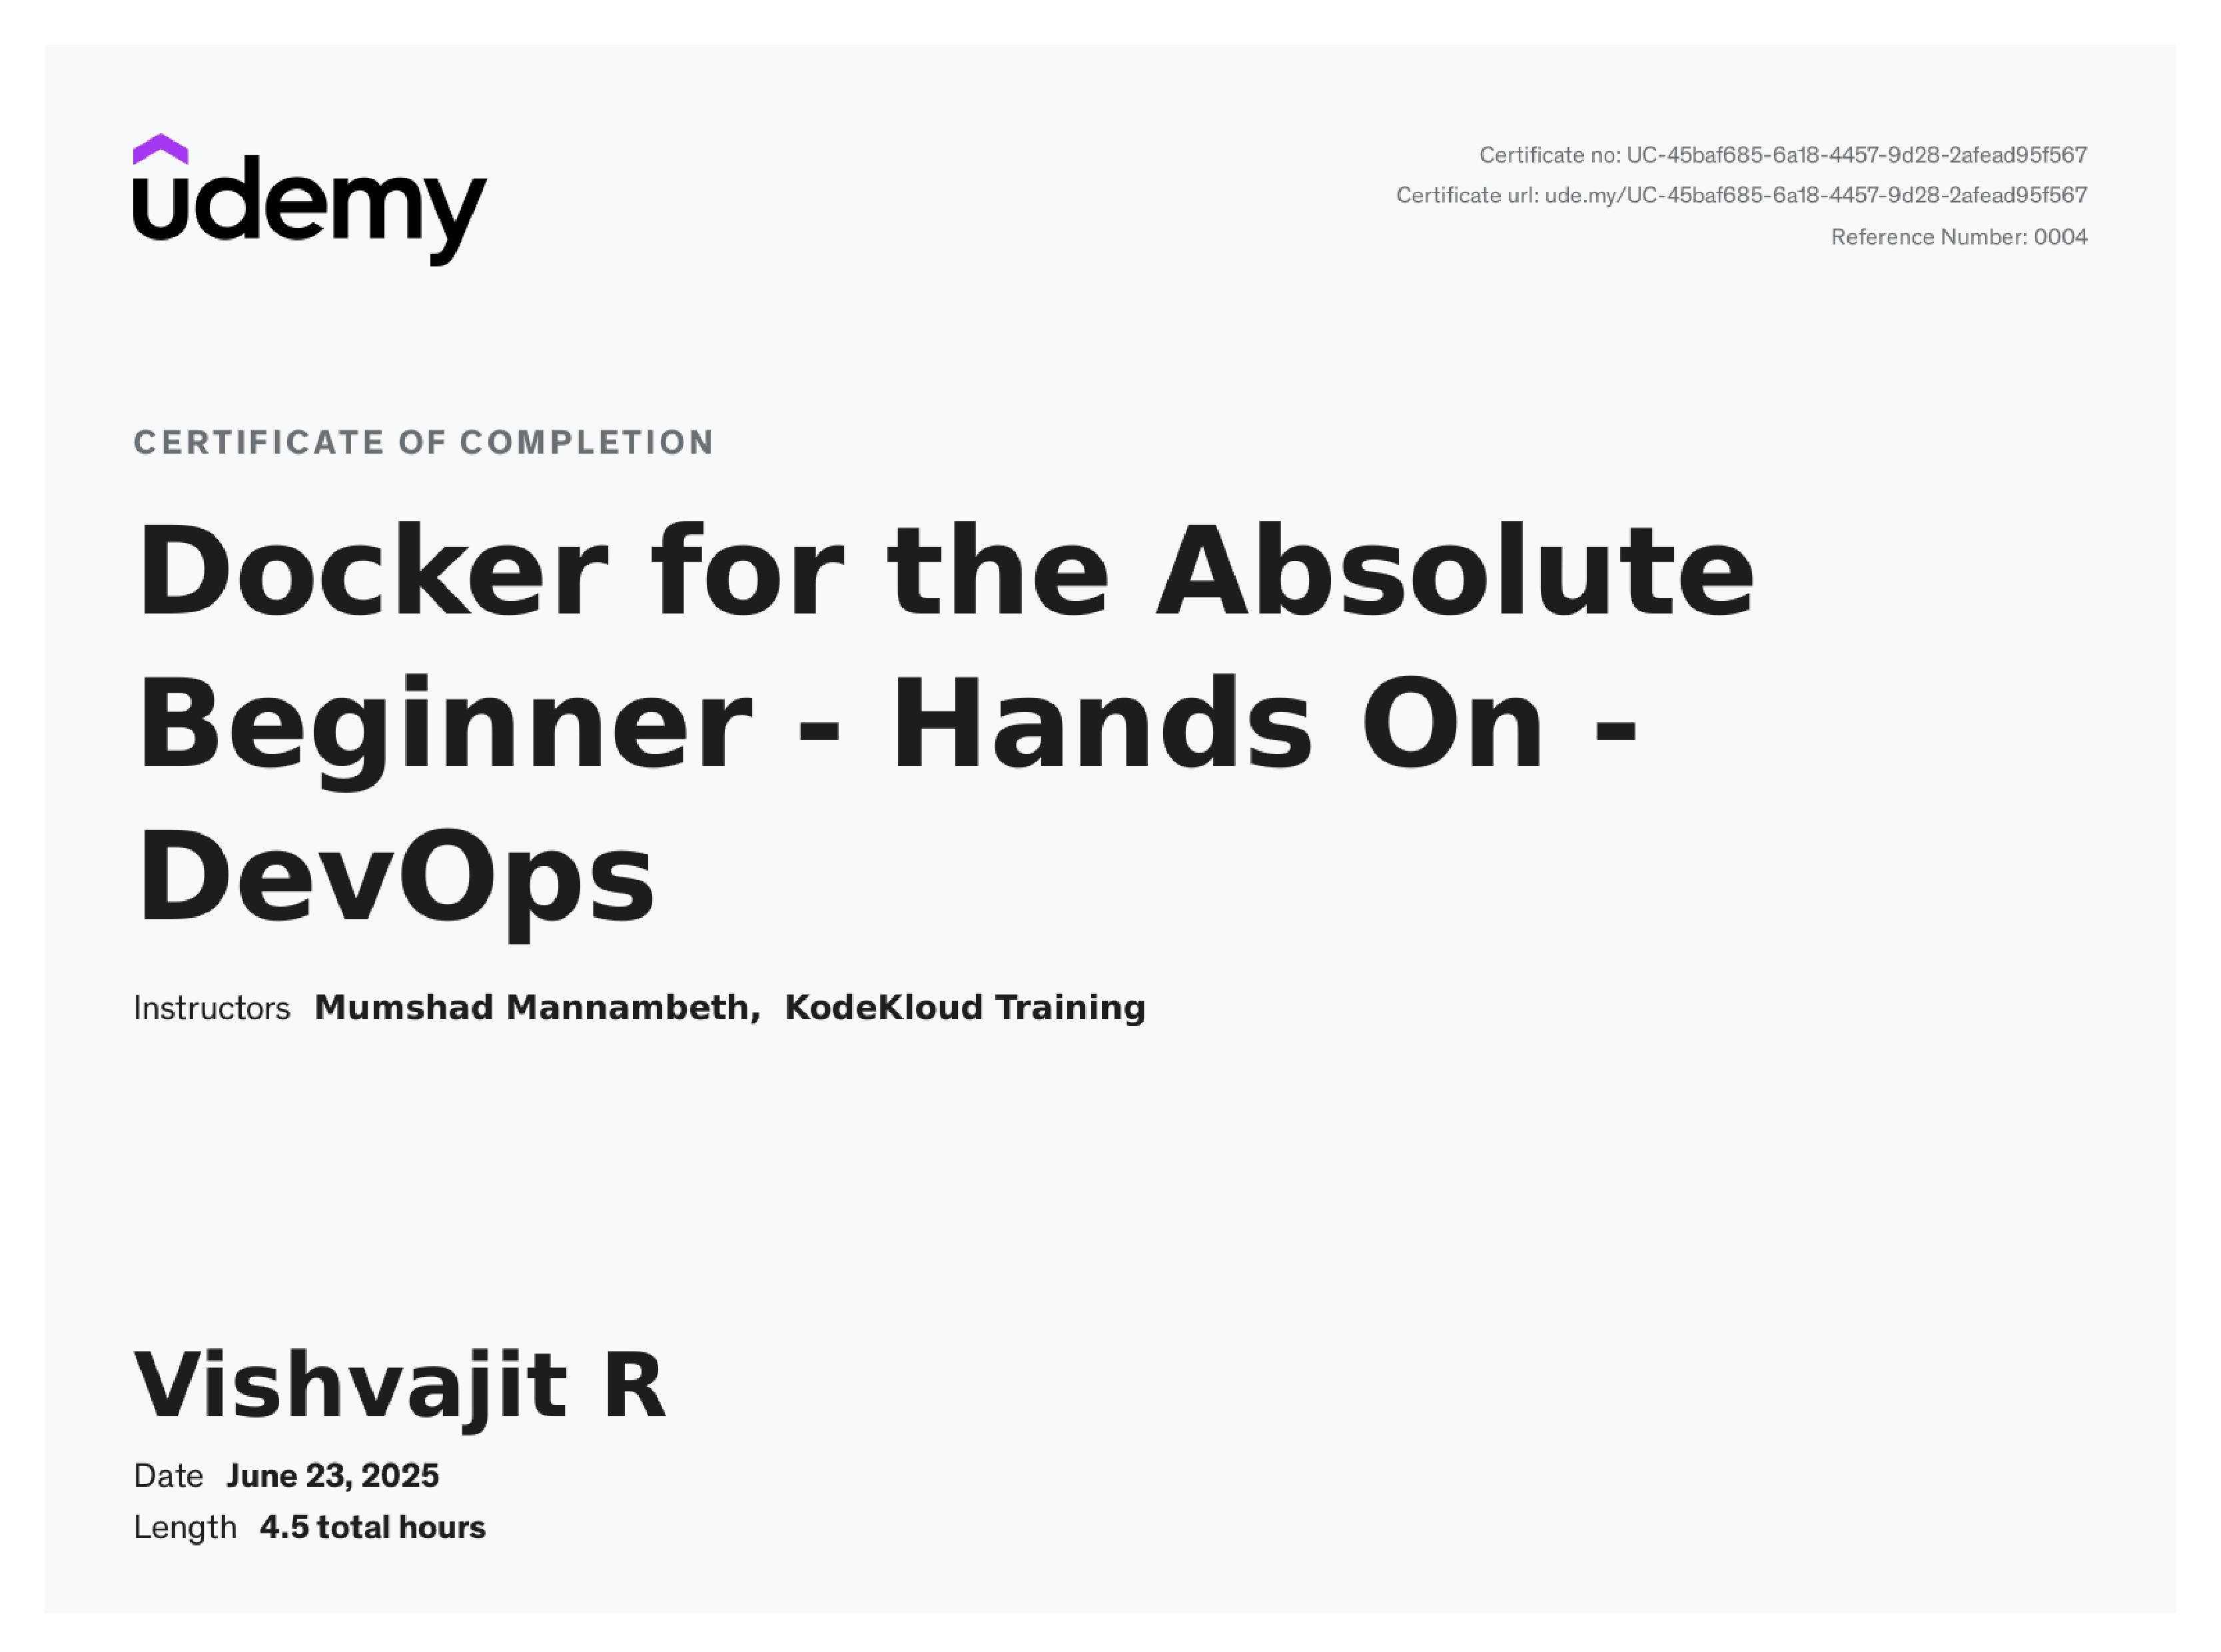 udemy
Certificate no: UC-45baf685-6a18-4457-9d28-2afead95f567
Certificate url: ude.my/UC-45baf685-6a18-4457-9d28-2afead95f567
Reference Number: 0004
CERTIFICATE OF COMPLETION
Docker for the Absolute
Beginner - Hands On -
DevOps
Instructors Mumshad Mannambeth, KodeKloud Training
Vishvajit R
Date June 23, 2025
Length 4.5 total hours